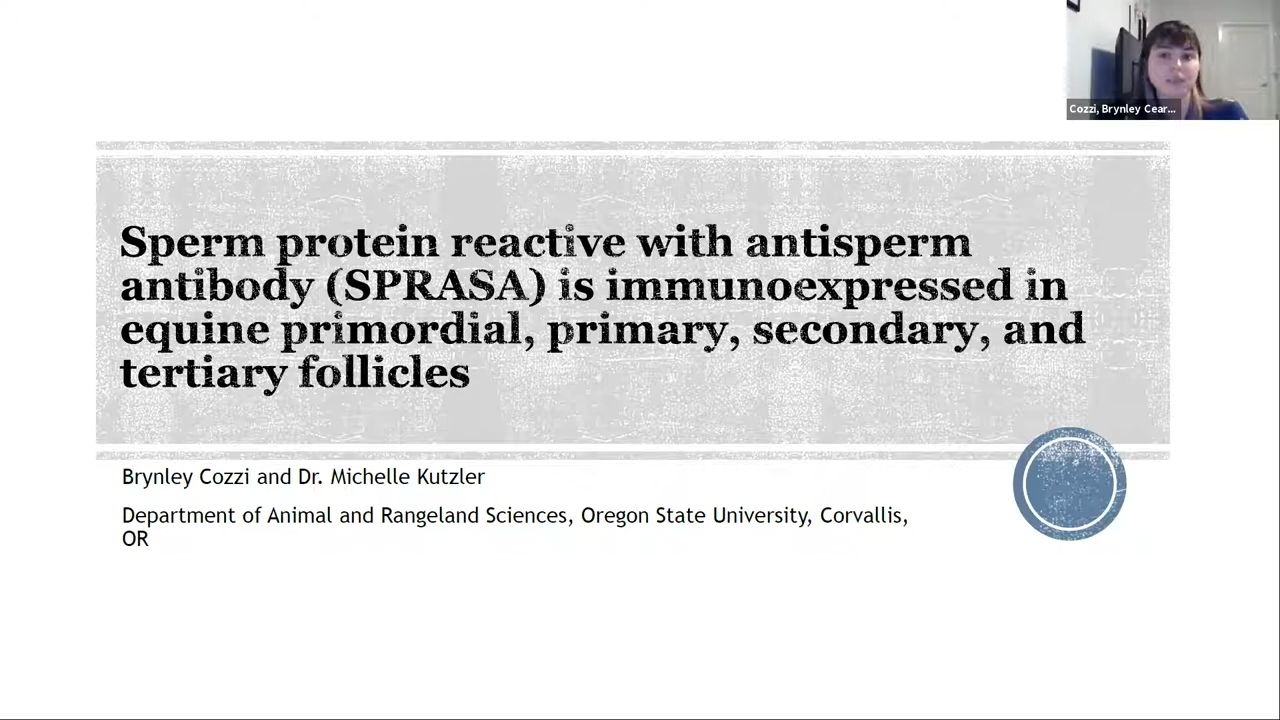 Cozzi, Brynley Cear...
Sperm protein reactive with antisperm
antibody (SPRASA) is immunoexpressed in
equine primordial, primary, secondary, and
tertiary follicles
Brynley Cozzi and Dr. Michelle Kutzler
Department of Animal and Rangeland Sciences, Oregon State University, Corvallis,
OR